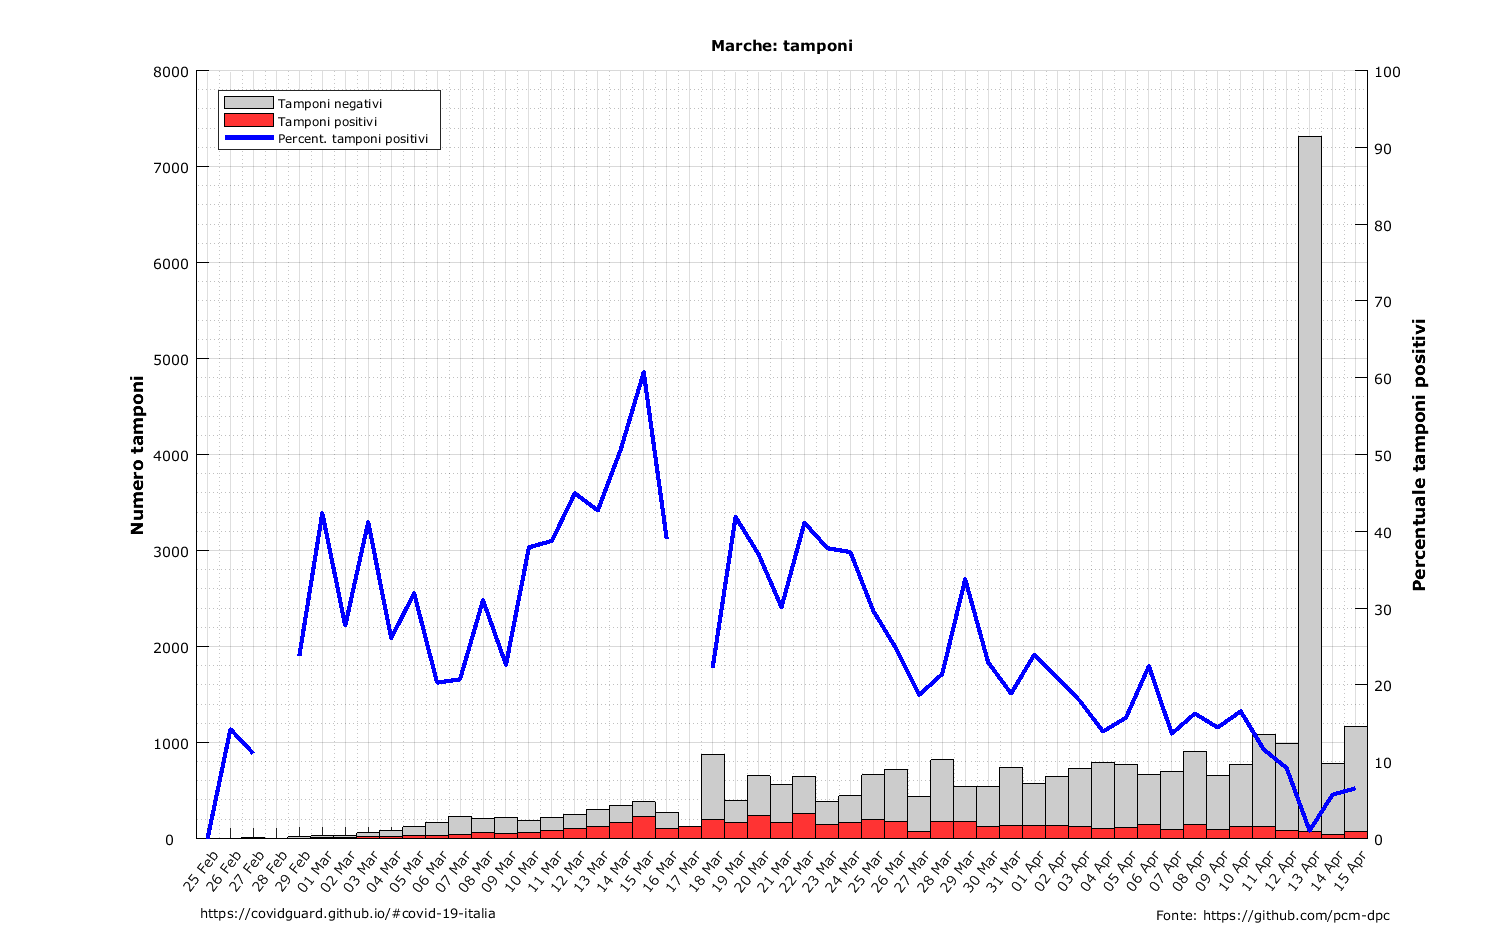 Marche: tamponi
Tamponi negativi
Tamponi positivi
Percent. tamponi positivi
Numero tamponi
8000
7000
6000
5000
4000
3000
2000
1000
0
Percentuale tamponi positivi
100
90
80
70
60
50
40
30
20
10
0
25 Feb
26 Feb
27 Feb
28 Feb
29 Feb
01 Mar
02 Mar
03 Mar
04 Mar
05 Mar
06 Mar
07 Mar
08 Mar
09 Mar
10 Mar
11 Mar
12 Mar
13 Mar
14 Mar
15 Mar
16 Mar
17 Mar
18 Mar
19 Mar
20 Mar
21 Mar
22 Mar
23 Mar
24 Mar
25 Mar
26 Mar
27 Mar
28 Mar
29 Mar
30 Mar
31 Mar
01 Apr
02 Apr
03 Apr
04 Apr
05 Apr
06 Apr
07 Apr
08 Apr
09 Apr
10 Apr
11 Apr
12 Apr
13 Apr
14 Apr
15 Apr
https://covidguard.github.io/#covid-19-italia
Fonte: https://github.com/pcm-dpc